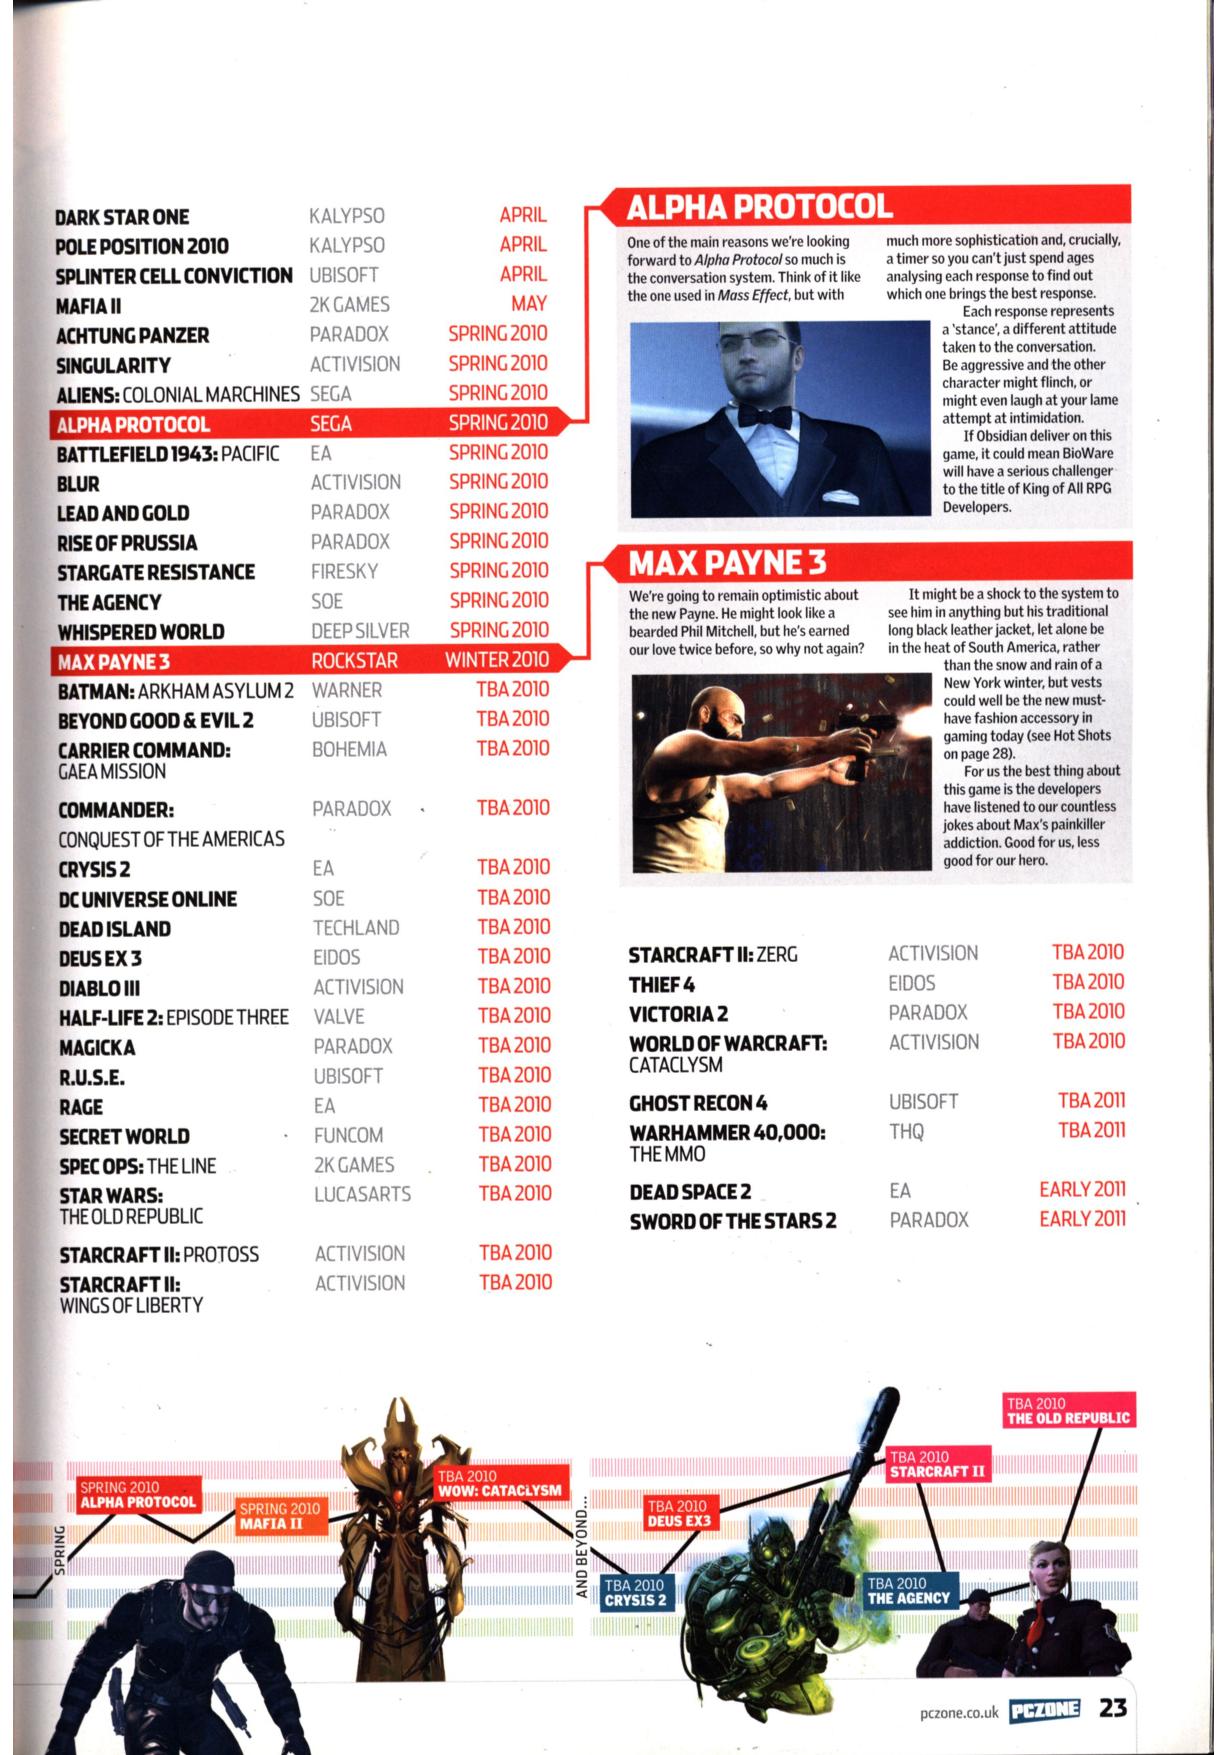 DARK STAR ONE KALYPSO APRIL
POLE POSITION 2010 KALYPSO APRIL
SPLINTER CELL CONVICTION UBISOFT APRIL
MAFIA II 2K GAMES MAY
ACHTUNG PANZER PARADOX SPRING 2010
SINGULARITY ACTIVISION SPRING 2010
ALIENS: COLONIAL MARCHINES SEGA SPRING 2010
ALPHA PROTOCOL SEGA SPRING 2010
BATTLEFIELD 1943: PACIFIC EA SPRING 2010
BLUR ACTIVISION SPRING 2010
LEAD AND GOLD PARADOX SPRING 2010
RISE OF PRUSSIA PARADOX SPRING 2010
STARGATE RESISTANCE FIRESKY SPRING 2010
THE AGENCY SOE SPRING 2010
WHISPERED WORLD DEEP SILVER SPRING 2010
MAX PAYNE 3 ROCKSTAR WINTER 2010
BATMAN: ARKHAM ASYLUM 2 WARNER TBA 2010
BEYOND GOOD & EVIL 2 UBISOFT TBA 2010
CARRIER COMMAND: BOHEMIA TBA 2010
GAEA MISSION
COMMANDER: PARADOX TBA 2010
CONQUEST OF THE AMERICAS
CRYSIS 2 EA TBA 2010
DC UNIVERSE ONLINE SOE TBA 2010
DEAD ISLAND TECHLAND TBA 2010
DEUS EX 3 EIDOS TBA 2010
DIABLO III ACTIVISION TBA 2010
HALF-LIFE 2: EPISODE THREE VALVE TBA 2010
MAGICKA PARADOX TBA 2010
R.U.S.E. UBISOFT TBA 2010
RAGE EA TBA 2010
SECRET WORLD FUNCOM TBA 2010
SPEC OPS: THE LINE 2K GAMES TBA 2010
STAR WARS: LUCASARTS TBA 2010
THE OLD REPUBLIC
STARCRAFT II: PROTOSS ACTIVISION TBA 2010
STARCRAFT II: ACTIVISION TBA 2010
WINGS OF LIBERTY
ALPHA PROTOCOL
One of the main reasons we're looking
forward to Alpha Protocol so much is
the conversation system. Think of it like
the one used in Mass Effect, but with
much more sophistication and, crucially,
a timer so you can't just spend ages
analysing each response to find out
which one brings the best response.
Each response represents
a 'stance', a different attitude
taken to the conversation.
Be aggressive and the other
character might flinch, or
might even laugh at your lame
attempt at intimidation.
If Obsidian deliver on this
game, it could mean BioWare
will have a serious challenger
to the title of King of All RPG
Developers.
MAX PAYNE 3
We're going to remain optimistic about
the new Payne. He might look like a
bearded Phil Mitchell, but he's earned
our love twice before, so why not again?
It might be a shock to the system to
see him in anything but his traditional
long black leather jacket, let alone be
in the heat of South America, rather
than the snow and rain of a
New York winter, but vests
could well be the new must-
have fashion accessory in
gaming today (see Hot Shots
on page 28).
For us the best thing about
this game is the developers
have listened to our countless
jokes about Max's painkiller
addiction. Good for us, less
good for our hero.
STARCRAFT II: ZERG ACTIVISION TBA 2010
THIEF 4 EIDOS TBA 2010
VICTORIA 2 PARADOX TBA 2010
WORLD OF WARCRAFT: ACTIVISION TBA 2010
CATACLYSM
GHOST RECON 4 UBISOFT TBA 2011
WARHAMMER 40,000: THQ TBA 2011
THE MMO
DEAD SPACE 2 EA EARLY 2011
SWORD OF THE STARS 2 PARADOX EARLY 2011
SPRING
SPRING 2010
ALPHA PROTOCOL
SPRING 2010
MAFIA II
TBA 2010
WOW: CATACLYSM
AND BEYOND...
TBA 2010
CRYSIS 2
TBA 2010
DEUS EX3
TBA 2010
STARCRAFT II
TBA 2010
THE AGENCY
TBA 2010
THE OLD REPUBLIC
pczone.co.uk PCZONE 23